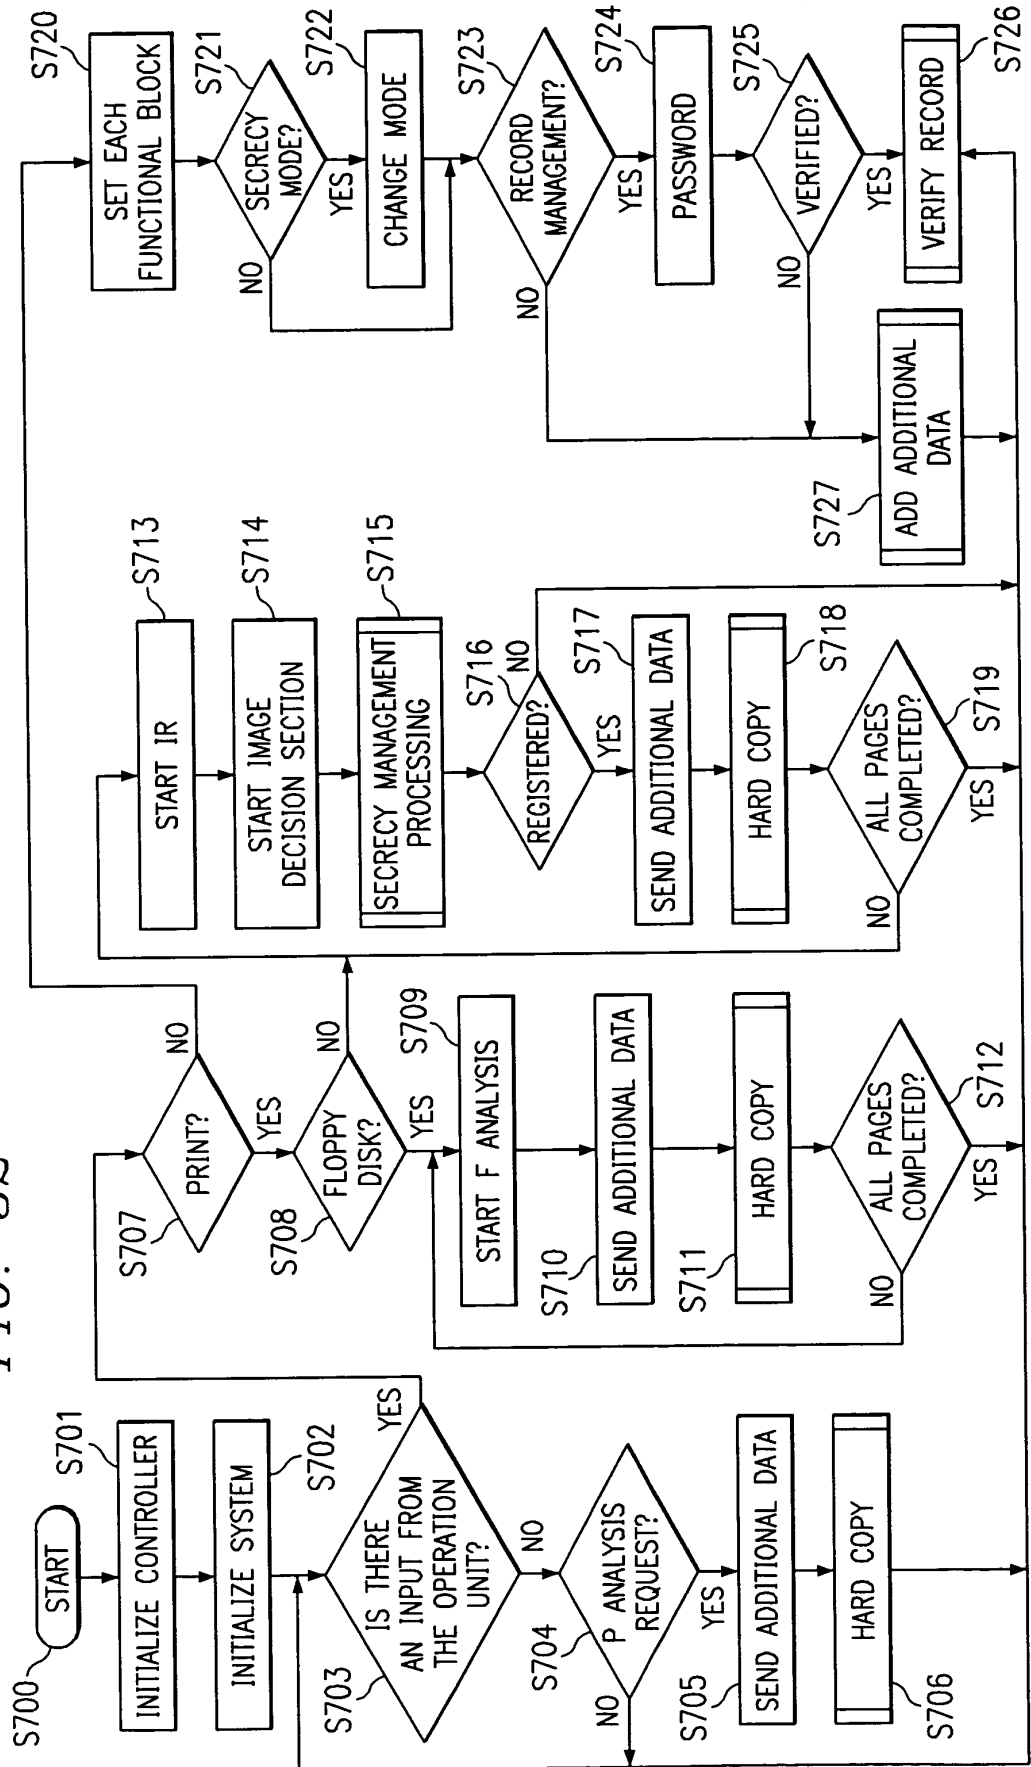 S700
START
S701
INITIALIZE CONTROLLER
S702
INITIALIZE SYSTEM
S703
IS THERE
AN INPUT FROM
THE OPERATION
UNIT?
YES
NO
S704
P ANALYSIS
REQUEST?
NO
YES
S705
SEND ADDITIONAL DATA
HARD COPY
S706
S707
PRINT?
NO
YES
S708
FLOPPY
DISK?
NO
YES
S709
START F ANALYSIS
S710
SEND ADDITIONAL DATA
S711
HARD COPY
ALL PAGES
COMPLETED?
NO
YES
S712
S713
START IR
S714
START IMAGE
DECISION SECTION
S715
SECRECY MANAGEMENT
PROCESSING
S716
REGISTERED?
NO
YES
S717
SEND ADDITIONAL DATA
HARD COPY
S718
ALL PAGES
COMPLETED?
NO
YES
S719
S720
SET EACH
FUNCTIONAL BLOCK
S721
SECRECY
MODE?
NO
YES
S722
CHANGE MODE
S723
RECORD
MANAGEMENT?
NO
YES
S724
PASSWORD
S725
VERIFIED?
NO
YES
VERIFY RECORD
S726
S727
ADD ADDITIONAL
DATA